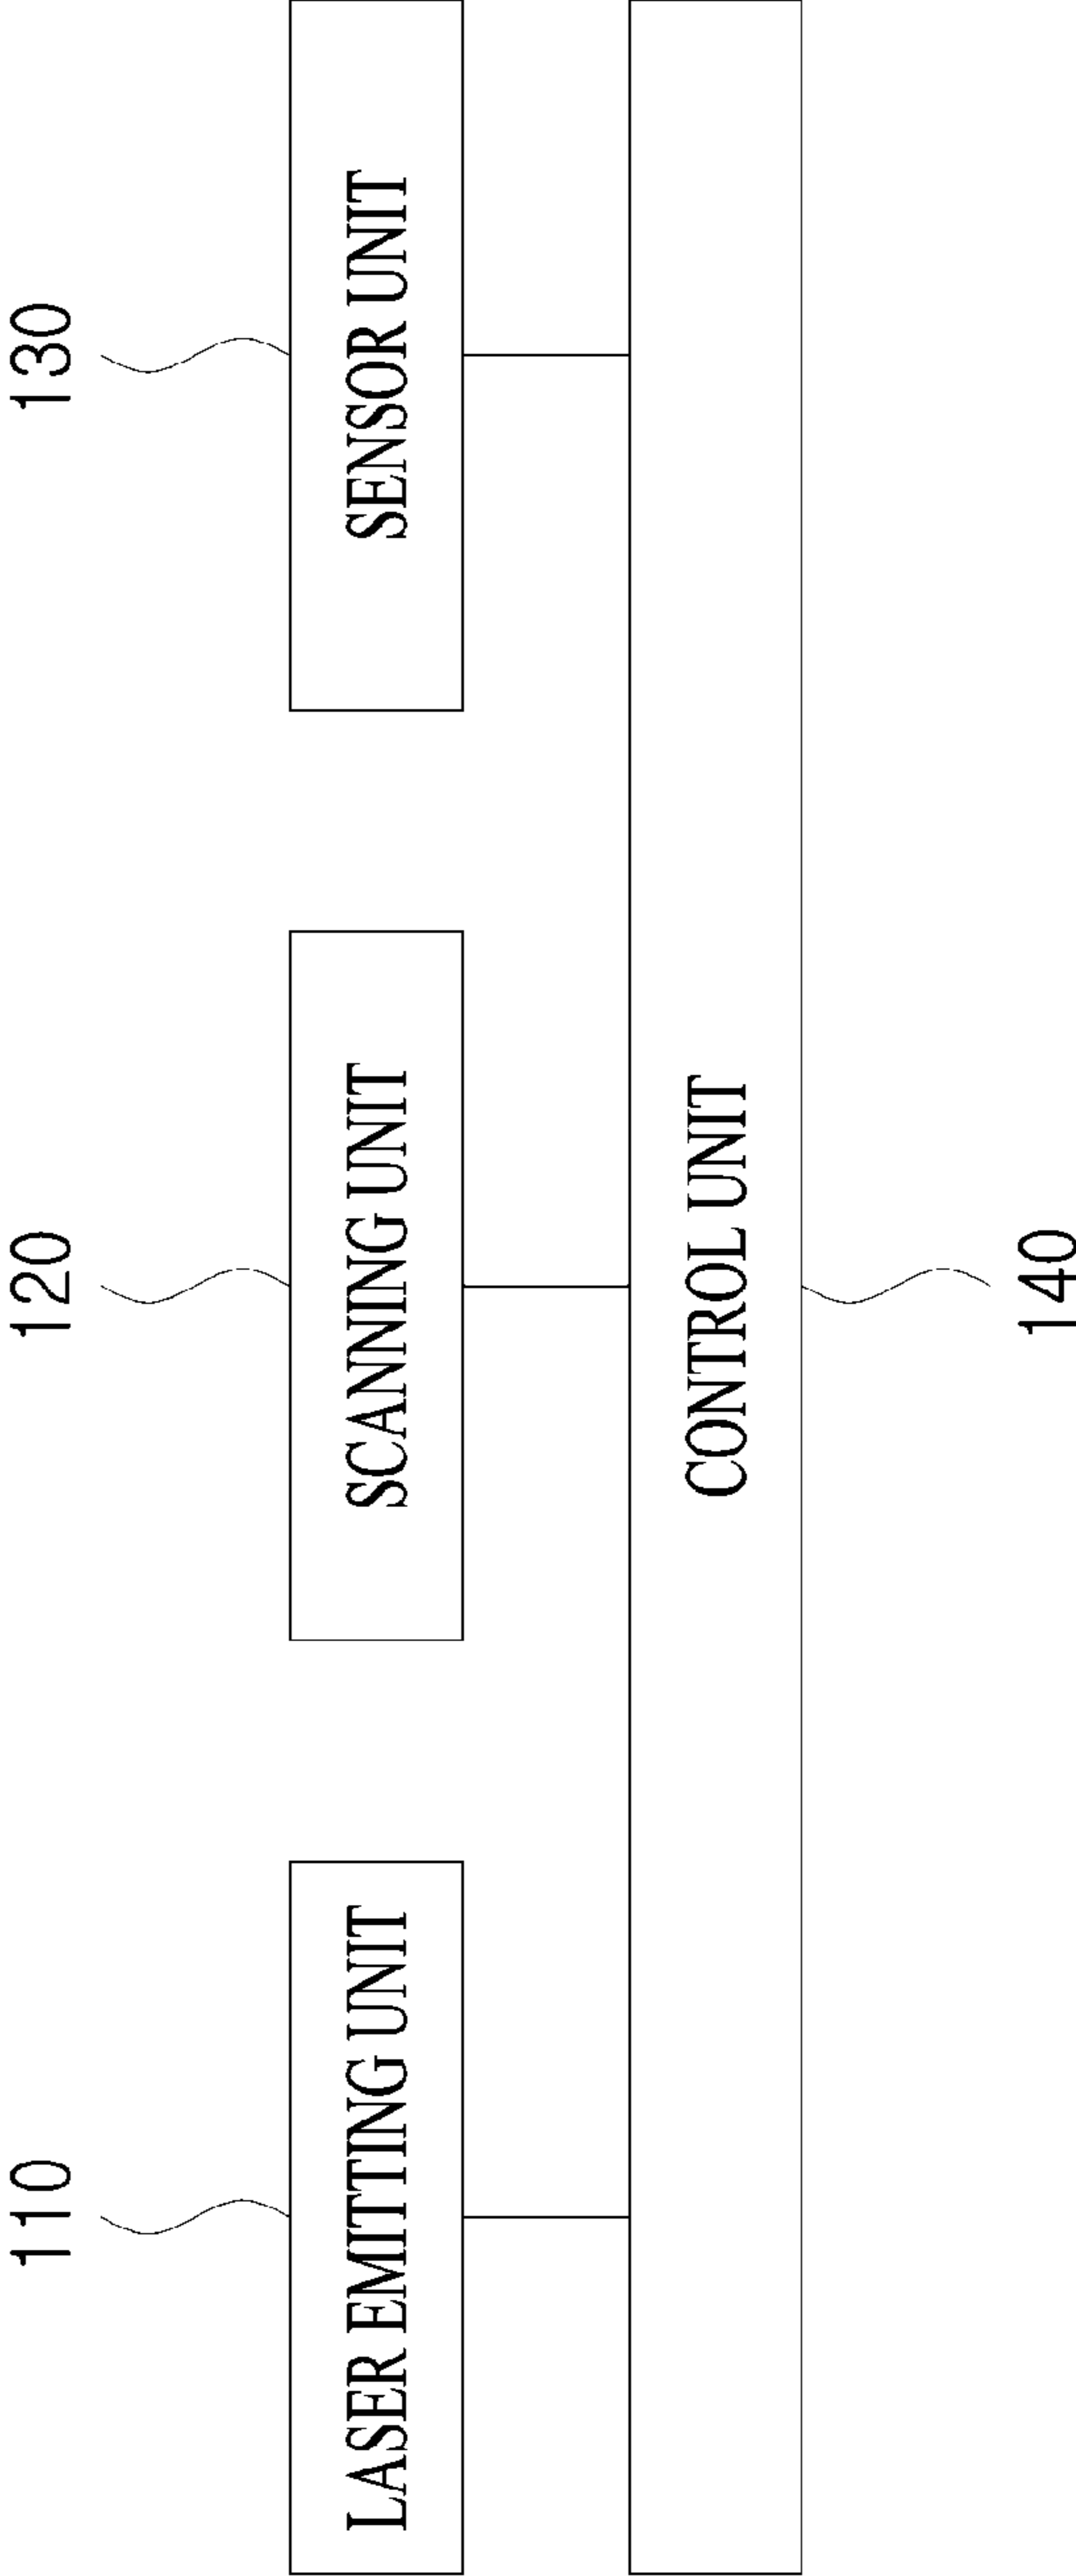 110
120
130
LASER EMITTING UNIT
SCANNING UNIT
SENSOR UNIT
CONTROL UNIT
140